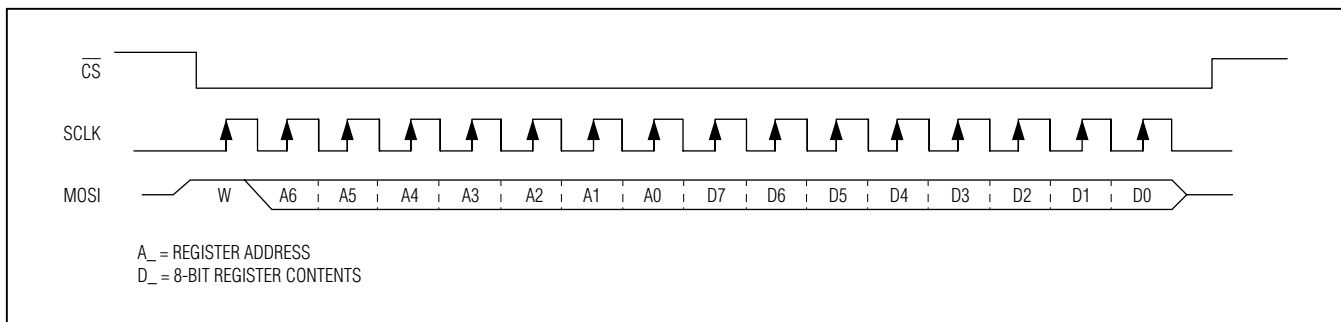 CS
SCLK
MOSI W A6 A5 A4 A3 A2 A1 A0 D7 D6 D5 D4 D3 D2 D1 D0
A_ = REGISTER ADDRESS
D_ = 8-BIT REGISTER CONTENTS